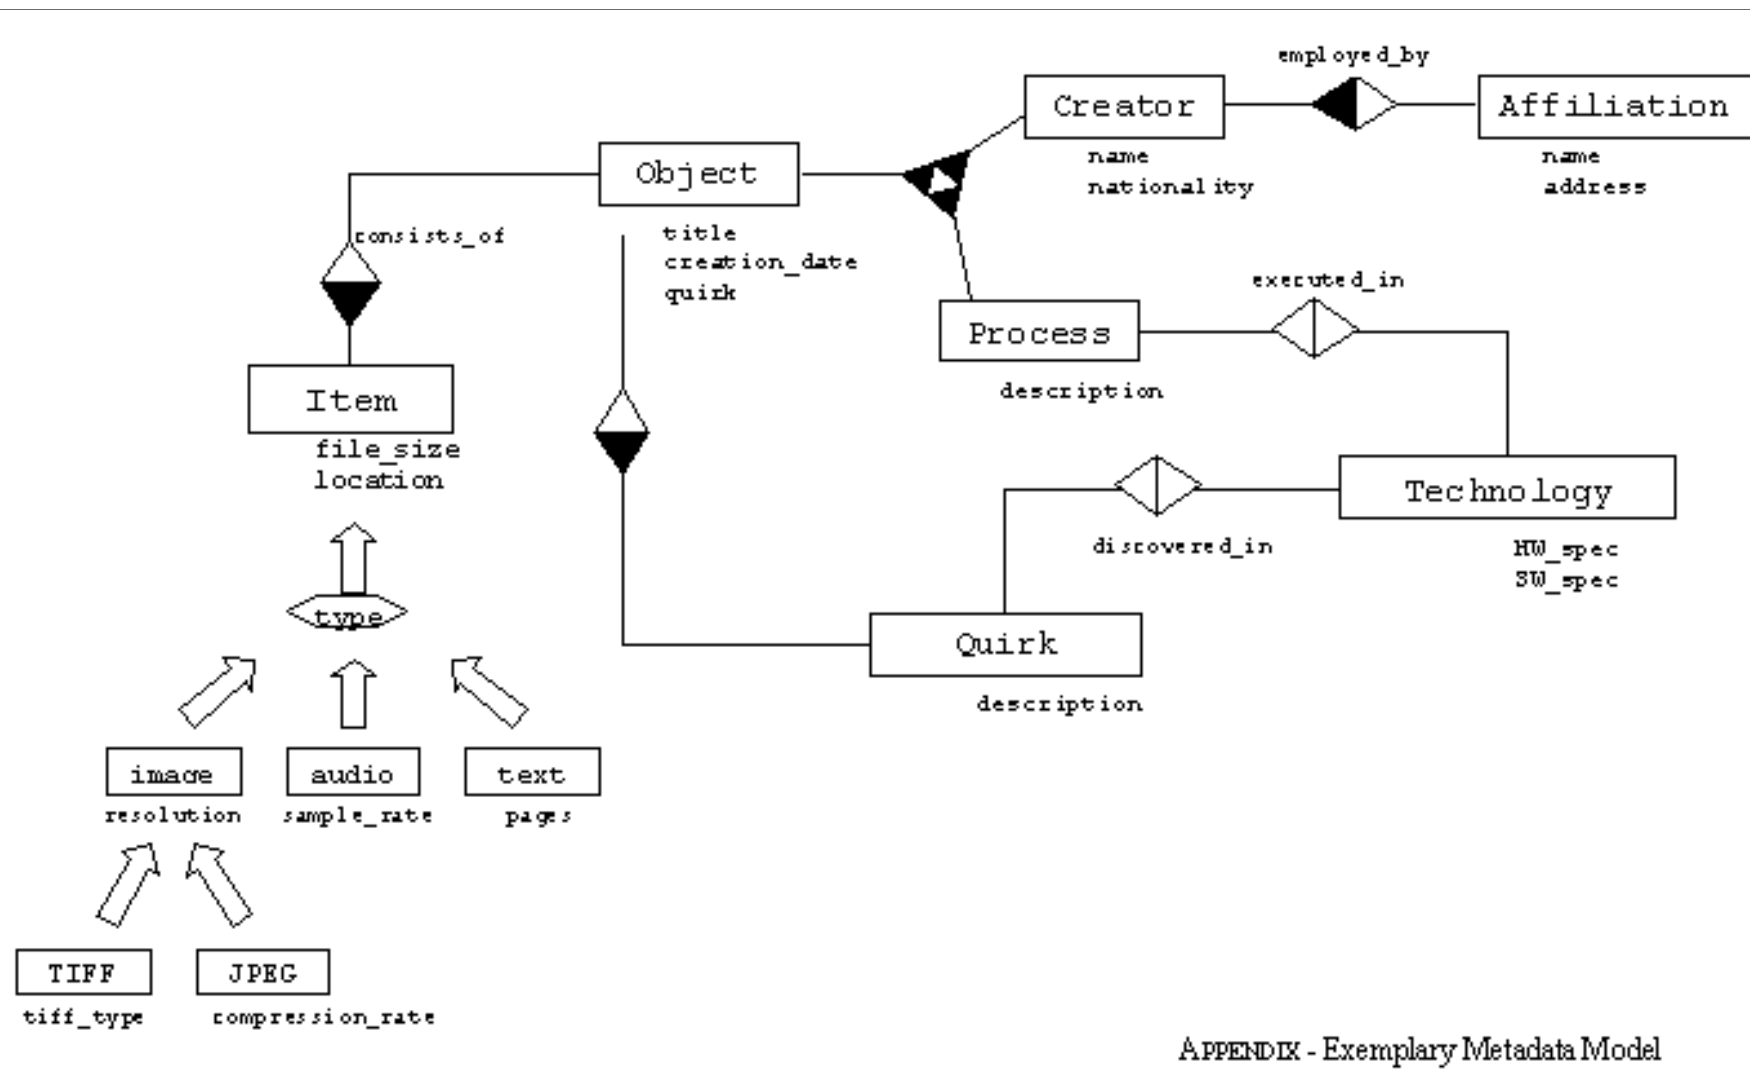 employed_by
Creator
Affiliation
name
nationality
name
address
Object
title
creation_date
quirk
consists_of
executed_in
Process
description
Item
file_size
location
Technology
HW_spec
SW_spec
discovered_in
type
Quirk
description
image
audio
text
resolution
sample_rate
pages
TIFF
JPEG
tiff_type
compression_rate
APPENDIX - Exemplary Metadata Model